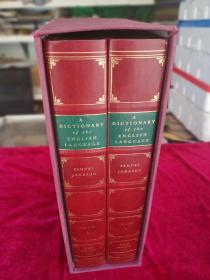 A
DICTIONARY
of the
ENGLISH
LANGUAGE
SAMUEL
JOHNSON
A
DICTIONARY
of the
ENGLISH
LANGUAGE
SAMUEL
JOHNSON